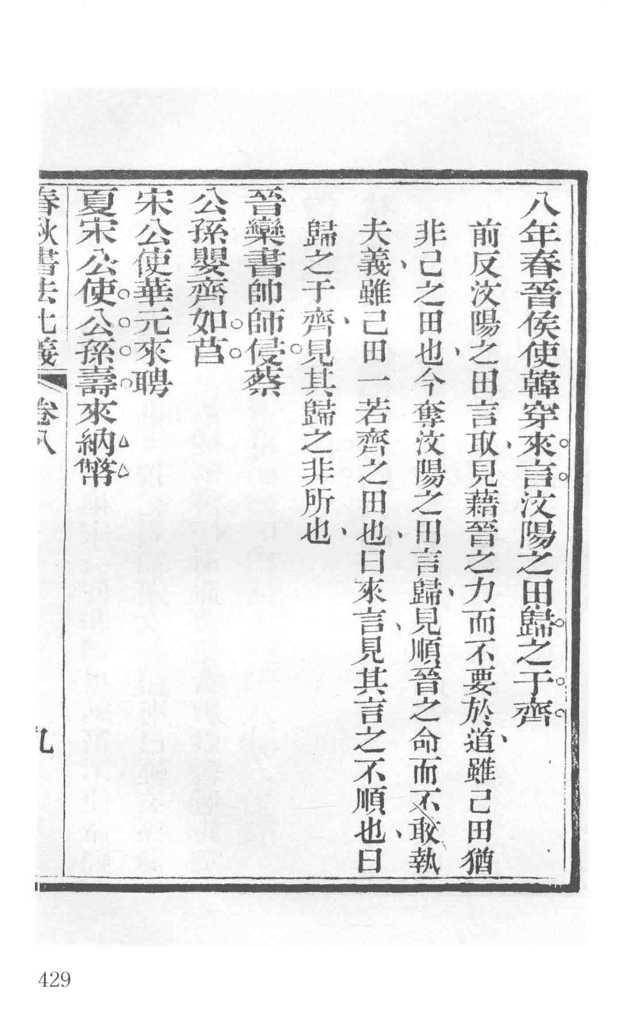 八年春晉侯使韓穿來言汶陽之田歸之于齊
前反汶陽之田言取見藉晉之力而不要於道雖己田猶
非己之田也今奪汶陽之田言歸見順晉之命而不敢執
夫義雖己田一若齊之田也曰來言見其言之不順也曰
歸之于齊見其歸之非所也
晉欒書帥師侵蔡
公孫嬰齊如莒
宋公使華元來聘
夏宋公使公孫壽來納幣
春秋書法比義 卷八 九
429